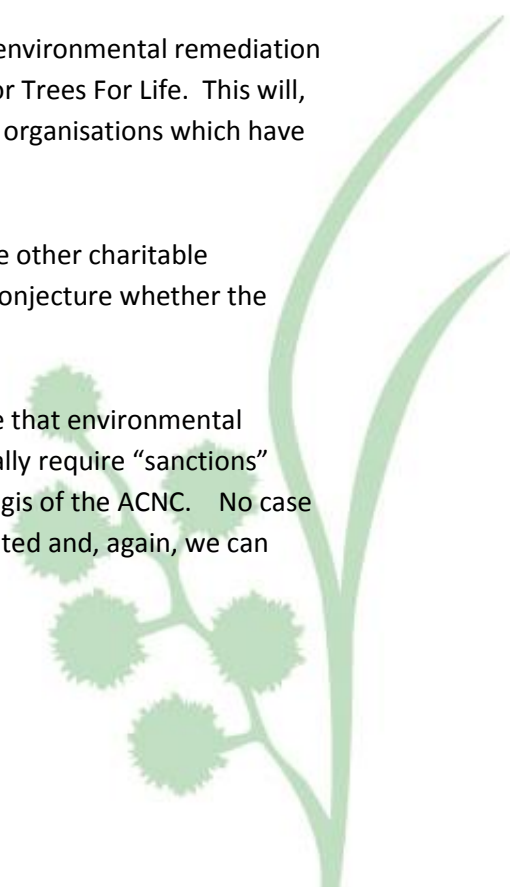 environmental remediation
or Trees For Life.  This will,
organisations which have
e other charitable
onjecture whether the
e that environmental
ally require “sanctions”
gis of the ACNC.    No case
ted and, again, we can